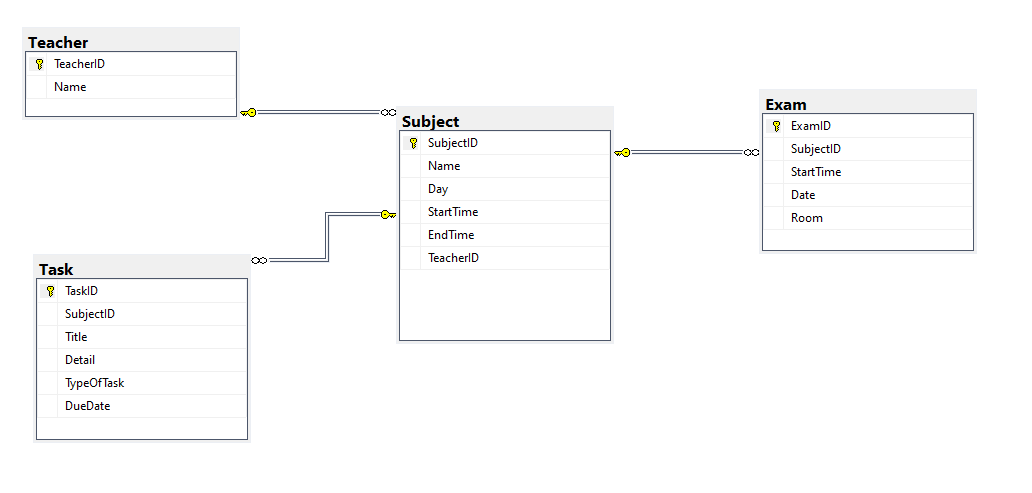 Teacher
TeacherID
Name
Subject
SubjectID
Name
Day
StartTime
EndTime
TeacherID
Exam
ExamID
SubjectID
StartTime
Date
Room
Task
TaskID
SubjectID
Title
Detail
TypeOfTask
DueDate